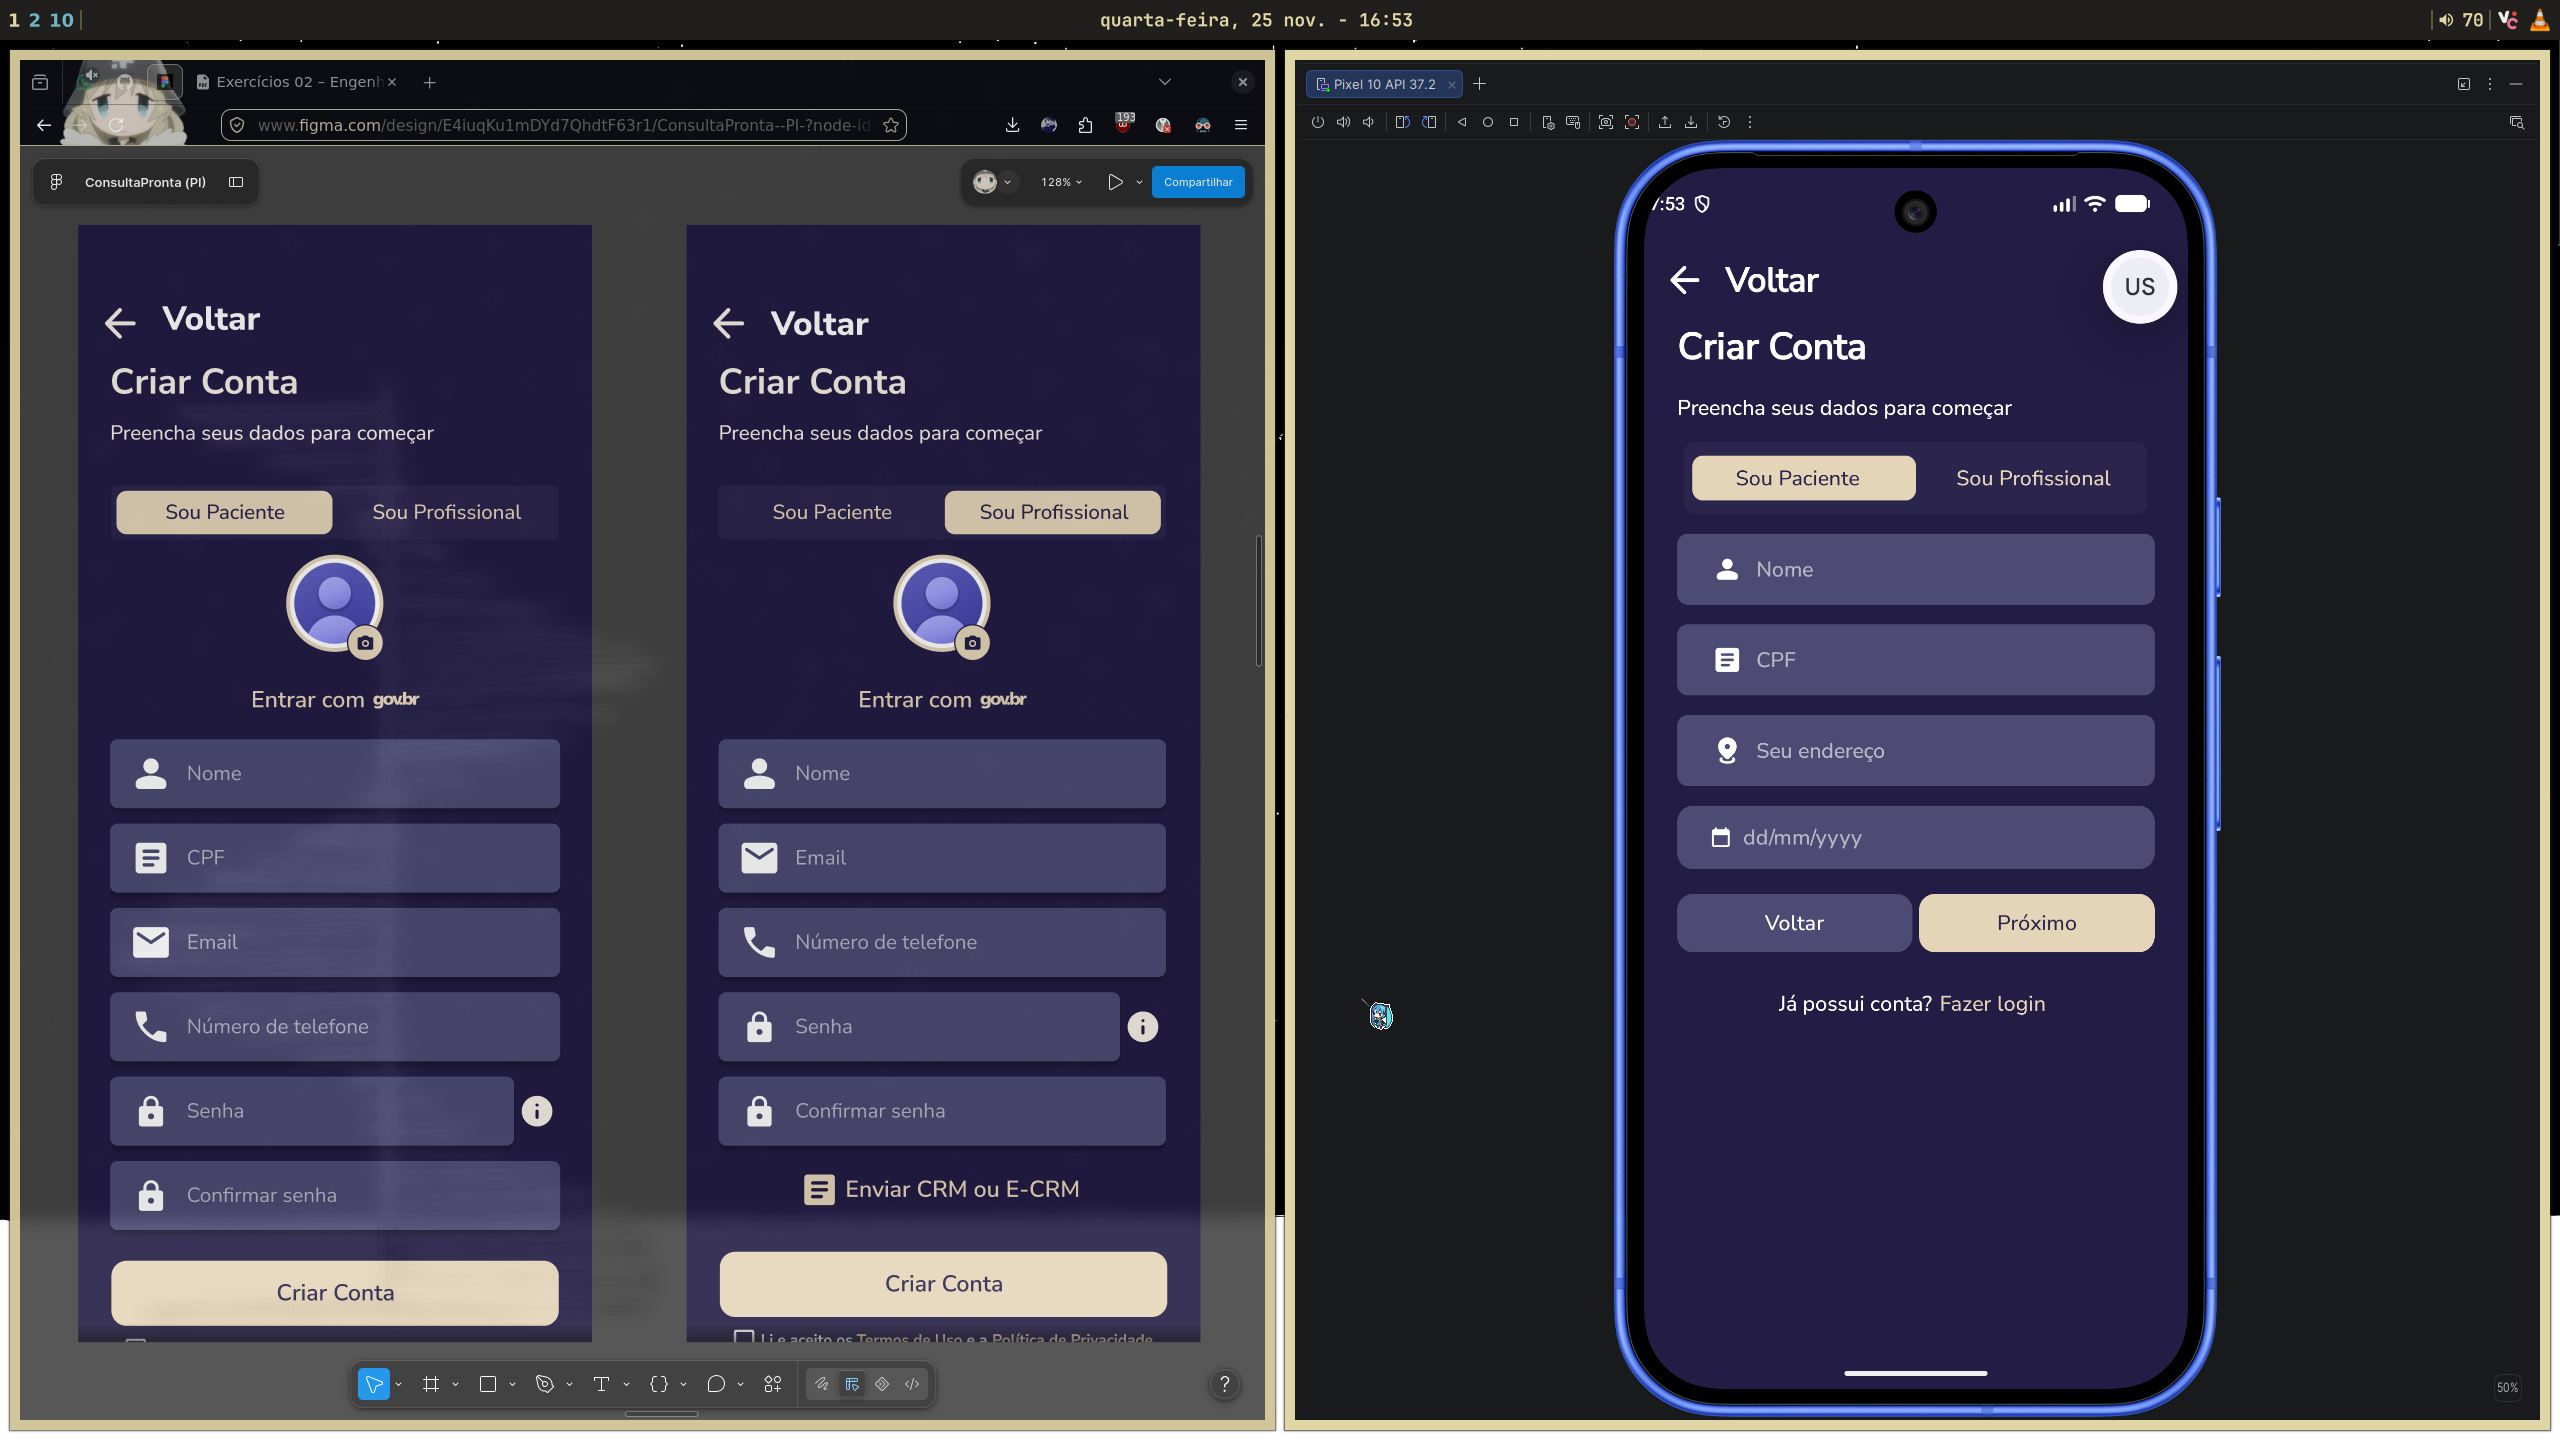 1 2 10
quarta-feira, 25 nov. - 16:53
70
Exercícios 02 – Engenh
www.figma.com/design/E4iuqKu1mDYd7QhdtF63r1/ConsultaPronta--PI-?node-id
193
ConsultaPronta (PI)
128%
Compartilhar
Voltar
Criar Conta
Preencha seus dados para começar
Sou Paciente
Sou Profissional
Entrar com gov.br
Nome
CPF
Email
Número de telefone
Senha
Confirmar senha
Criar Conta
Voltar
Criar Conta
Preencha seus dados para começar
Sou Paciente
Sou Profissional
Entrar com gov.br
Nome
Email
Número de telefone
Senha
Confirmar senha
Enviar CRM ou E-CRM
Criar Conta
Li e aceito os Termos de Uso e a Política de Privacidade
?
Pixel 10 API 37.2
7:53
Voltar
US
Criar Conta
Preencha seus dados para começar
Sou Paciente
Sou Profissional
Nome
CPF
Seu endereço
dd/mm/yyyy
Voltar
Próximo
Já possui conta? Fazer login
50%